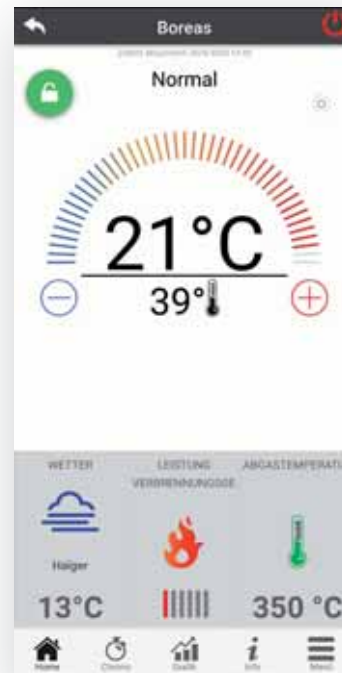 Boreas
Normal
21°C
39°
WETTER LEISTUNG ABGASTEMPERATU
VERBRENNUNGSGE
Haiger
13°C 350 °C
Home Chrono Grafik Info Menü